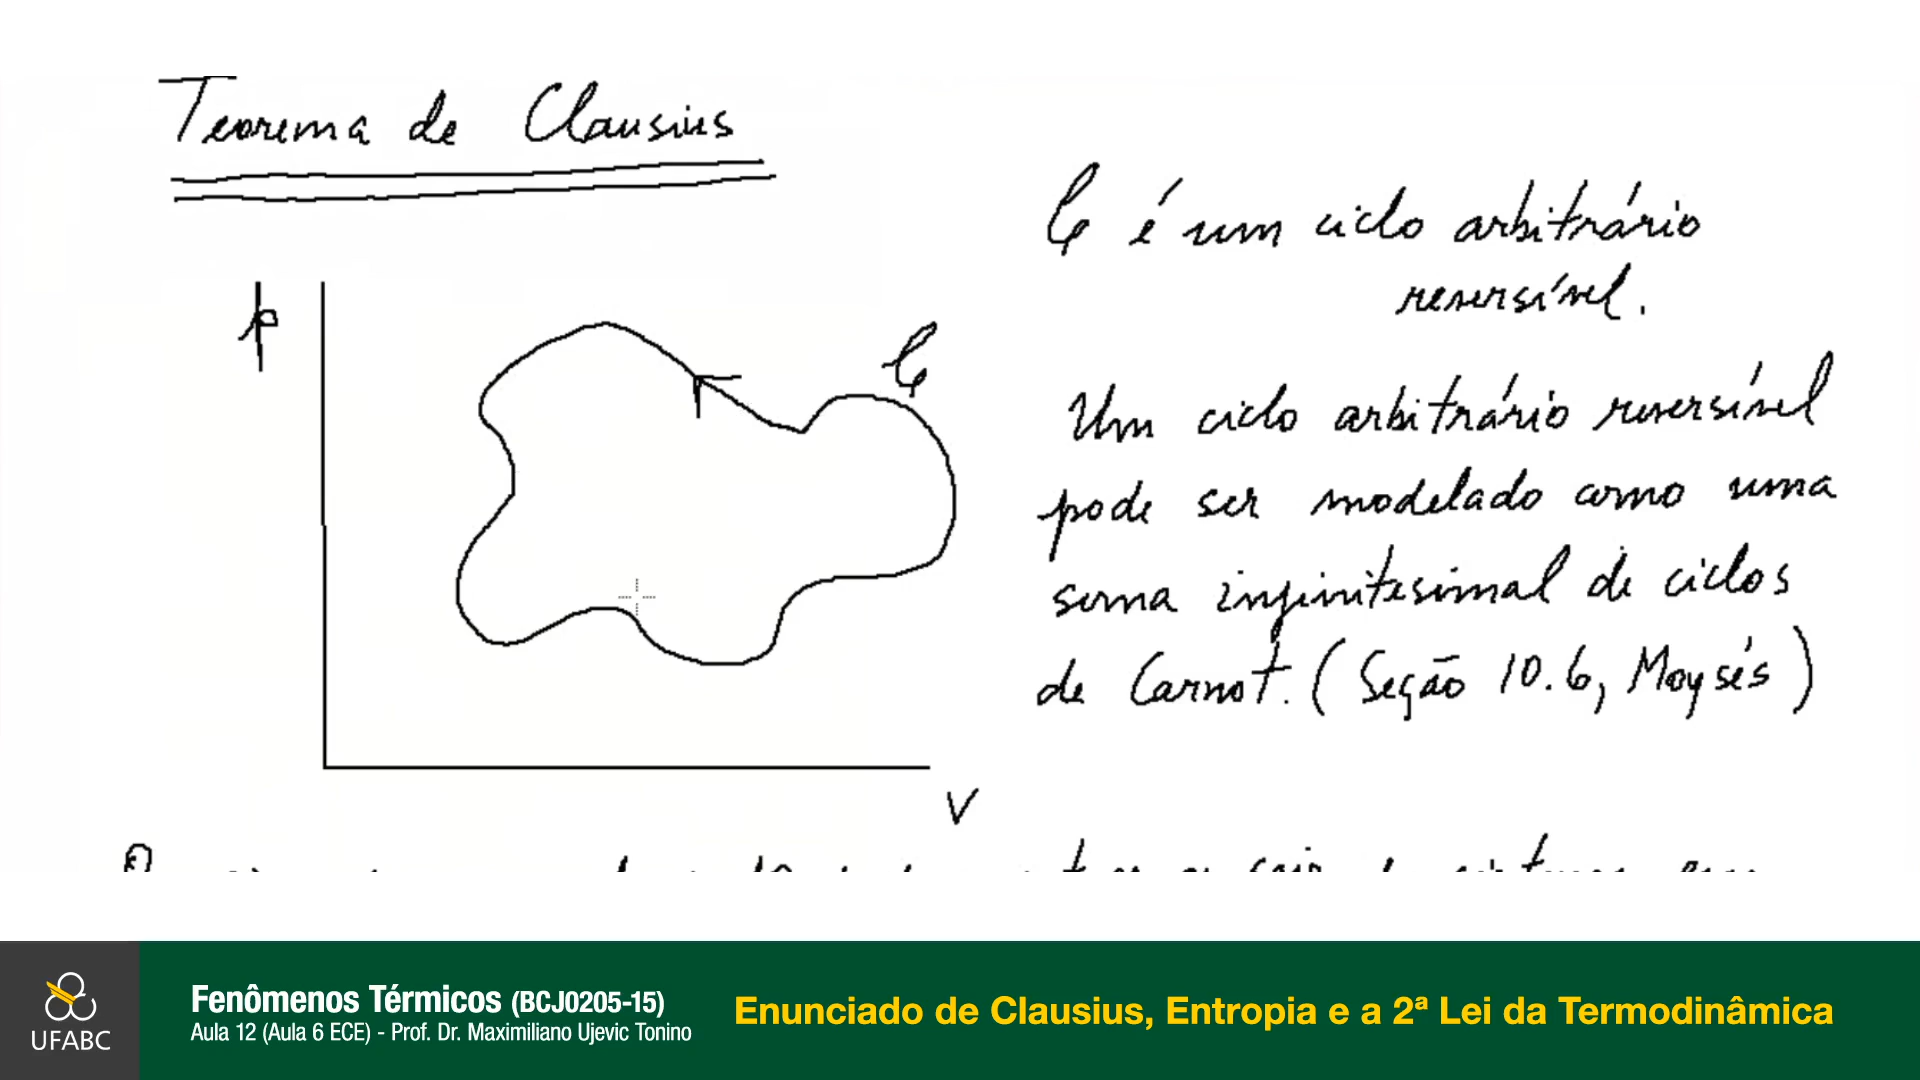 Teorema de Clausius
C é um ciclo arbitrário
reversível.
p
C
Um ciclo arbitrário reversível
pode ser modelado como uma
soma infinitesimal de ciclos
de Carnot. (Seção 10.6, Moysés)
V
UFABC
Fenômenos Térmicos (BCJ0205-15)
Aula 12 (Aula 6 ECE) - Prof. Dr. Maximiliano Ujevic Tonino
Enunciado de Clausius, Entropia e a 2ª Lei da Termodinâmica